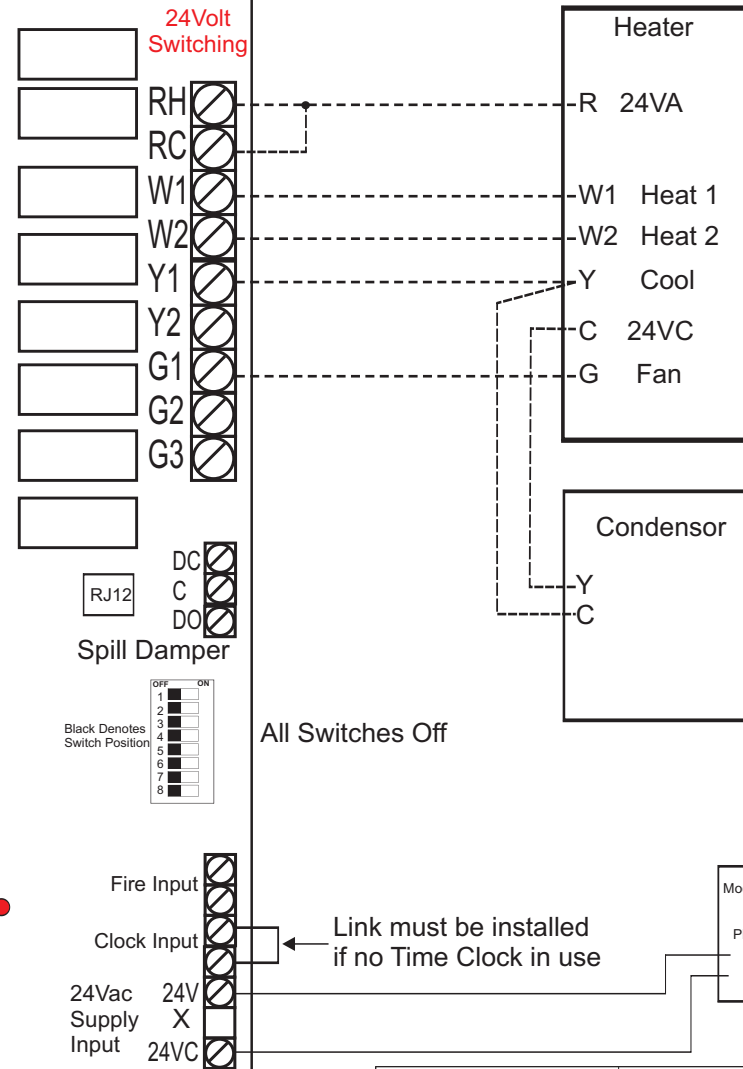 24Volt
Switching
RH
RC
W1
W2
Y1
Y2
G1
G2
G3
Heater
R 24VA
W1 Heat 1
W2 Heat 2
Y Cool
C 24VC
G Fan
Condensor
Y
C
DC
C
DO
RJ12
Spill Damper
OFF ON
1
2
3
4
5
6
7
8
Black Denotes
Switch Position
All Switches Off
Fire Input
Clock Input
Link must be installed
if no Time Clock in use
24Vac
Supply
Input
24V
X
24VC